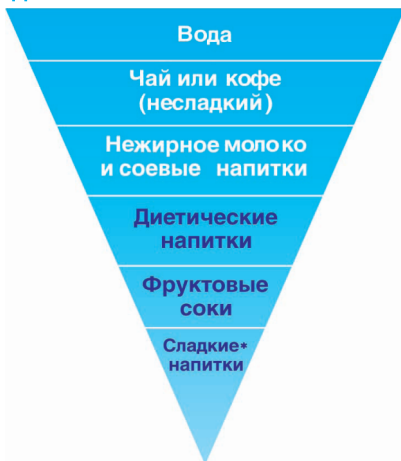 Вода
Чай или кофе
(несладкий)
Нежирное молоко
и соевые напитки
Диетические
напитки
Фруктовые
соки
Сладкие*
напитки